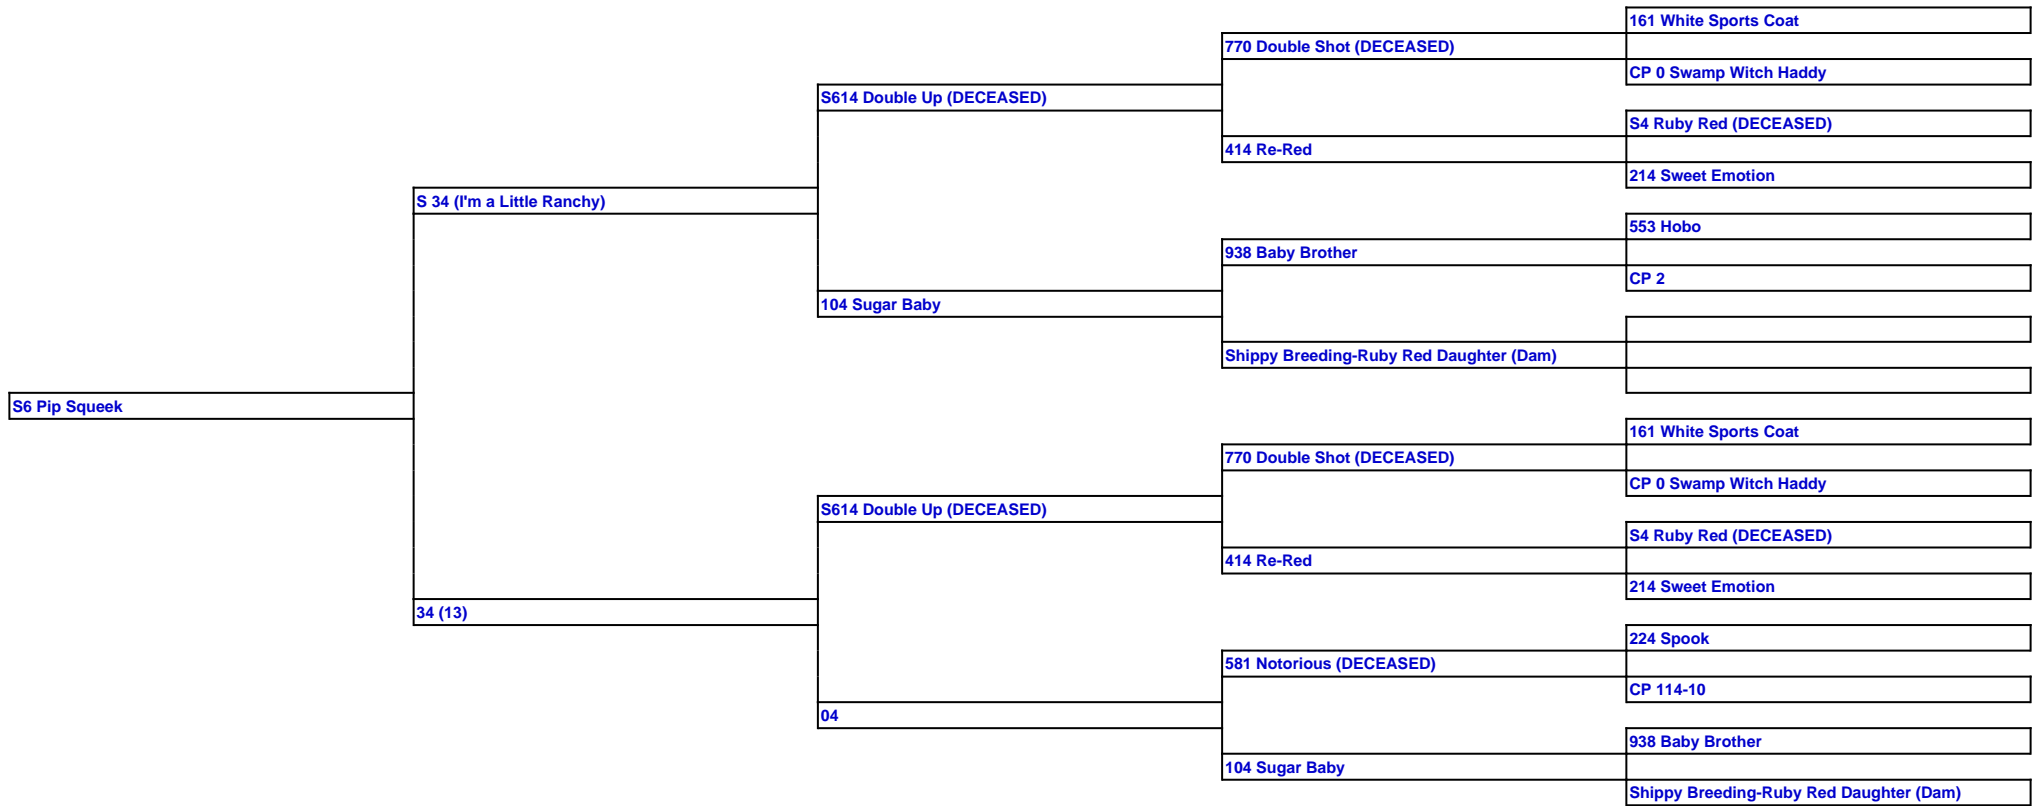 161 White Sports Coat
770 Double Shot (DECEASED)
CP 0 Swamp Witch Haddy
S614 Double Up (DECEASED)
S4 Ruby Red (DECEASED)
414 Re-Red
214 Sweet Emotion
S 34 (I'm a Little Ranchy)
553 Hobo
938 Baby Brother
CP 2
104 Sugar Baby
Shippy Breeding-Ruby Red Daughter (Dam)
S6 Pip Squeek
161 White Sports Coat
770 Double Shot (DECEASED)
CP 0 Swamp Witch Haddy
S614 Double Up (DECEASED)
S4 Ruby Red (DECEASED)
414 Re-Red
214 Sweet Emotion
34 (13)
224 Spook
581 Notorious (DECEASED)
CP 114-10
04
938 Baby Brother
104 Sugar Baby
Shippy Breeding-Ruby Red Daughter (Dam)